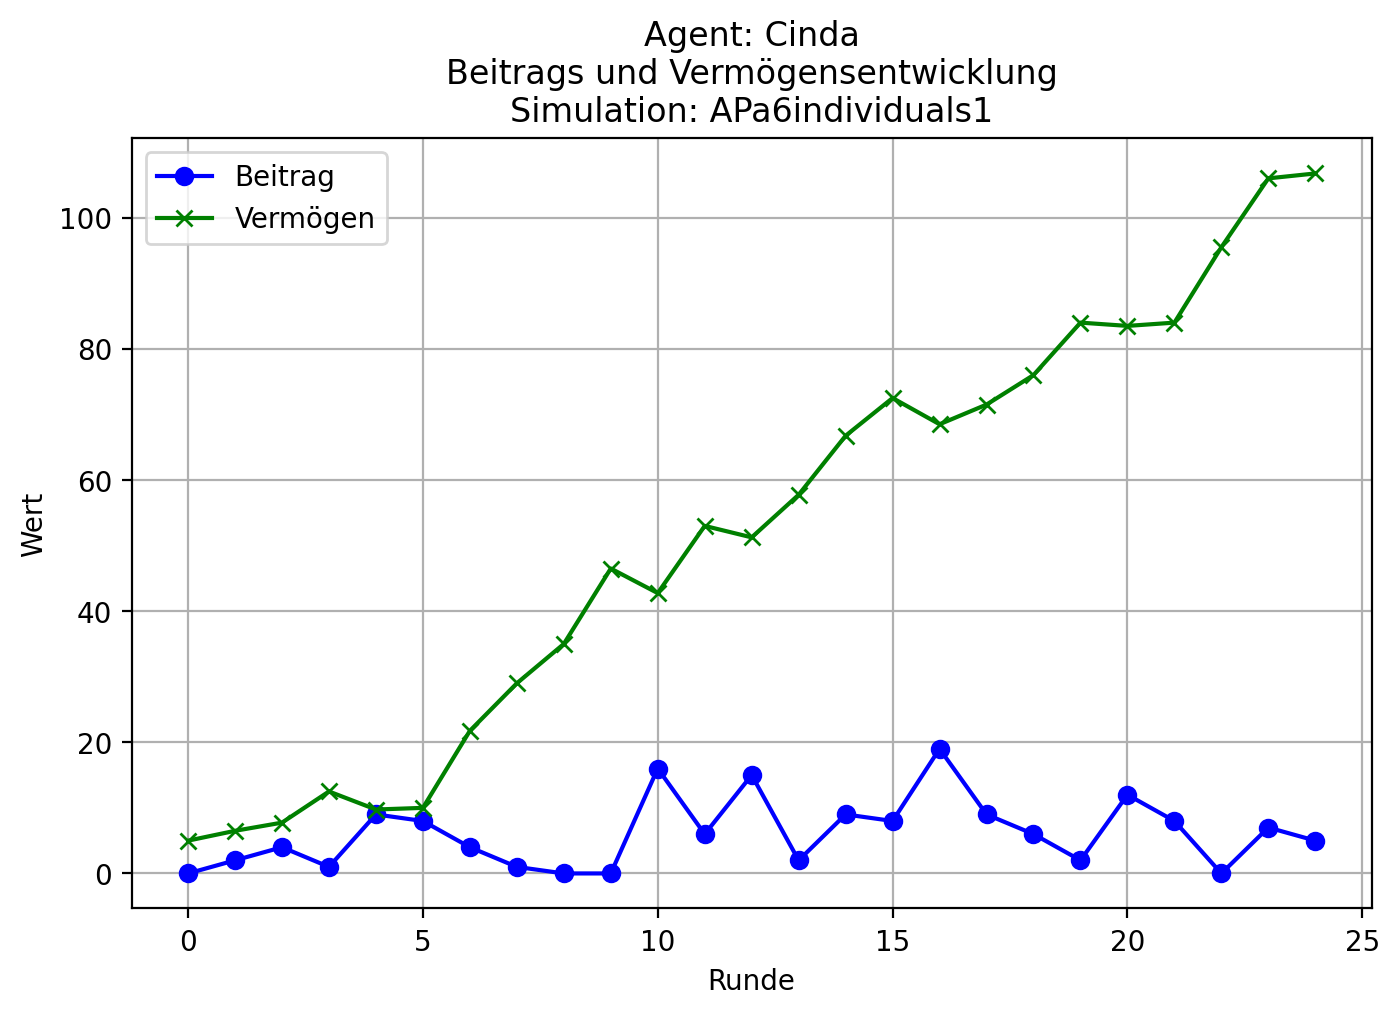 Agent: Cinda
Beitrags und Vermögensentwicklung
Simulation: APa6individuals1
Beitrag
Vermögen
100
80
60
40
20
0
Wert
0 5 10 15 20 25
Runde